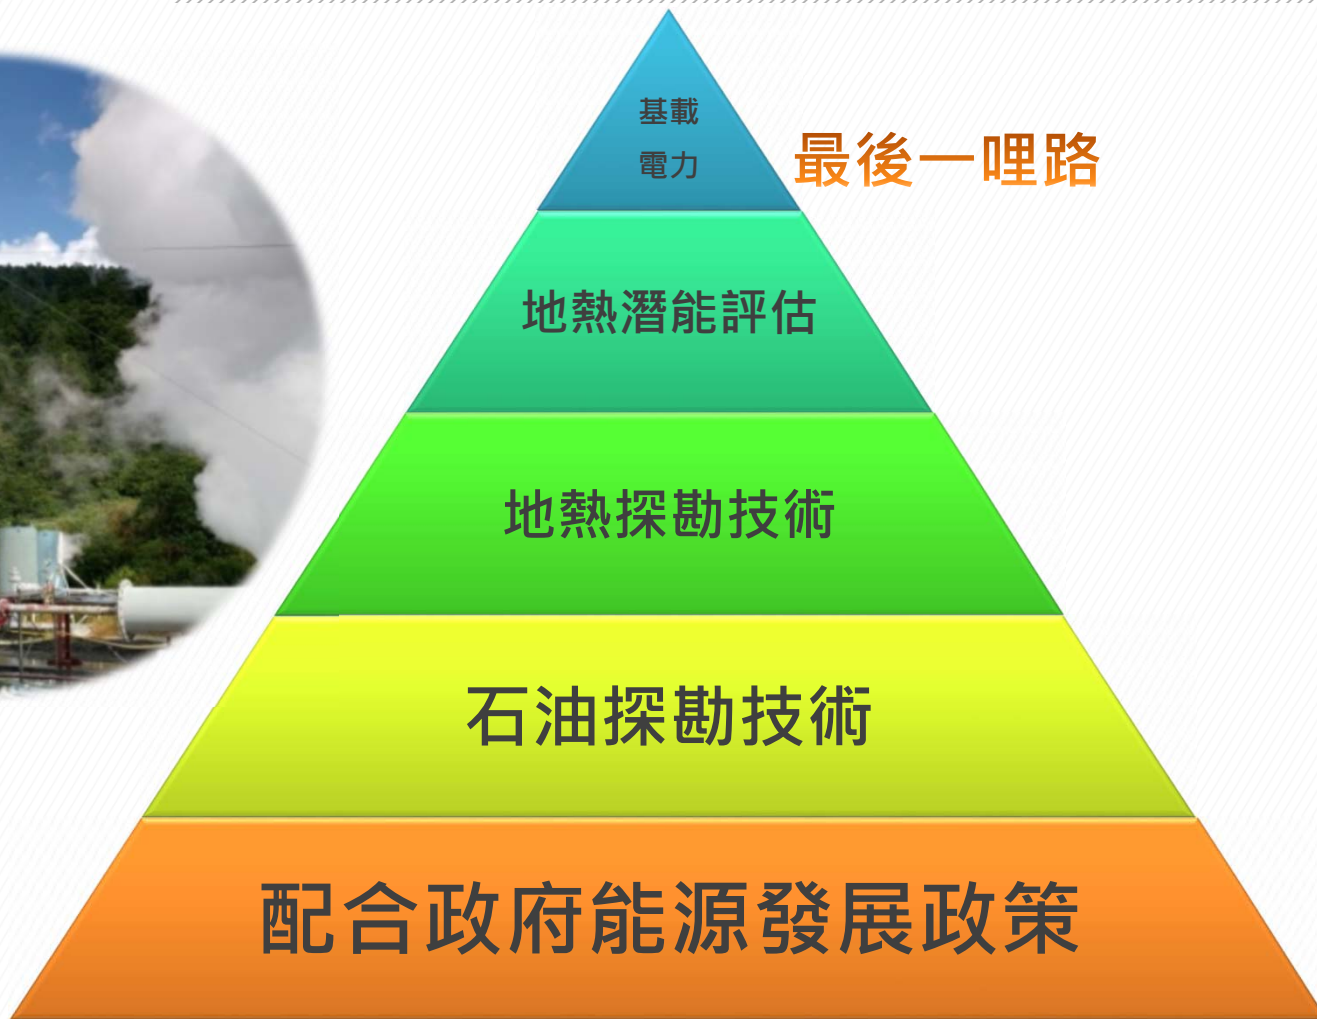 基載
電力
最後一哩路
地熱潛能評估
地熱探勘技術
石油探勘技術
配合政府能源發展政策